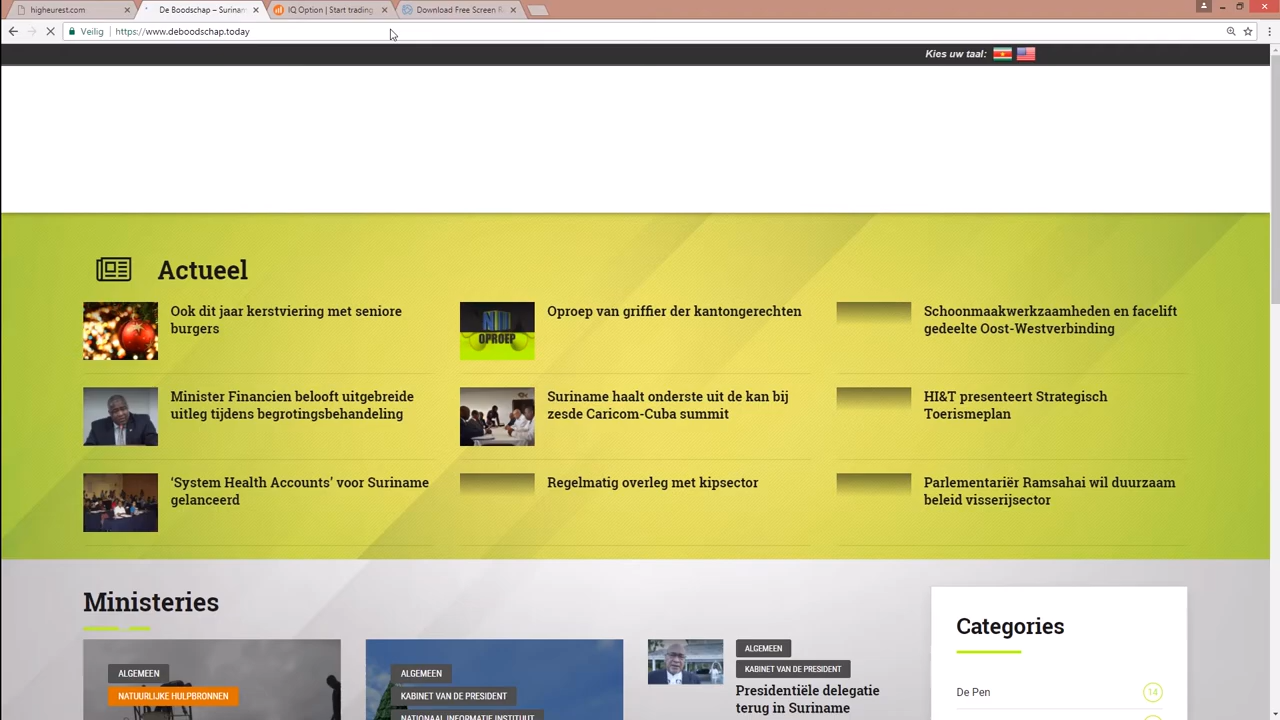 higheurest.com
De Boodschap – Surinam
IQ Option | Start trading
Download Free Screen R
Veilig
https://www.deboodschap.today
Kies uw taal:
Actueel
Ook dit jaar kerstviering met seniore
burgers
OPROEP
Oproep van griffier der kantongerechten
Schoonmaakwerkzaamheden en facelift
gedeelte Oost-Westverbinding
Minister Financien belooft uitgebreide
uitleg tijdens begrotingsbehandeling
Suriname haalt onderste uit de kan bij
zesde Caricom-Cuba summit
HI&T presenteert Strategisch
Toerismeplan
‘System Health Accounts’ voor Suriname
gelanceerd
Regelmatig overleg met kipsector
Parlementariër Ramsahai wil duurzaam
beleid visserijsector
Ministeries
ALGEMEEN
NATUURLIJKE HULPBRONNEN
ALGEMEEN
KABINET VAN DE PRESIDENT
NATIONAAL INFORMATIE INSTITUUT
ALGEMEEN
KABINET VAN DE PRESIDENT
Presidentiële delegatie
terug in Suriname
Categories
De Pen
14